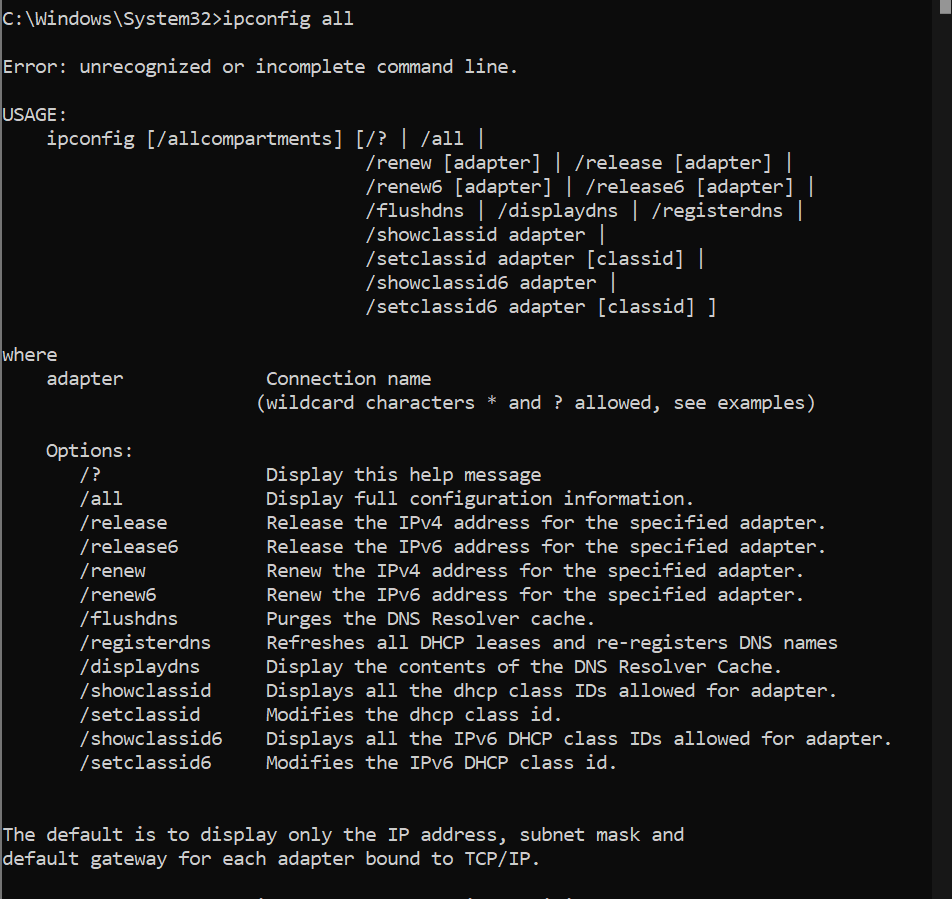 C:\Windows\System32>ipconfig all
Error: unrecognized or incomplete command line.
USAGE:
ipconfig [/allcompartments] [/? | /all |
/renew [adapter] | /release [adapter] |
/renew6 [adapter] | /release6 [adapter] |
/flushdns | /displaydns | /registerdns |
/showclassid adapter |
/setclassid adapter [classid] |
/showclassid6 adapter |
/setclassid6 adapter [classid] ]
where
adapter Connection name
(wildcard characters * and ? allowed, see examples)
Options:
/? Display this help message
/all Display full configuration information.
/release Release the IPv4 address for the specified adapter.
/release6 Release the IPv6 address for the specified adapter.
/renew Renew the IPv4 address for the specified adapter.
/renew6 Renew the IPv6 address for the specified adapter.
/flushdns Purges the DNS Resolver cache.
/registerdns Refreshes all DHCP leases and re-registers DNS names
/displaydns Display the contents of the DNS Resolver Cache.
/showclassid Displays all the dhcp class IDs allowed for adapter.
/setclassid Modifies the dhcp class id.
/showclassid6 Displays all the IPv6 DHCP class IDs allowed for adapter.
/setclassid6 Modifies the IPv6 DHCP class id.
The default is to display only the IP address, subnet mask and
default gateway for each adapter bound to TCP/IP.